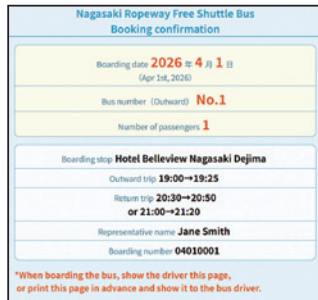 Nagasaki Ropeway Free Shuttle Bus
Booking confirmation
Boarding date 2026 年 4 月 1 日
(Apr 1st, 2026)
Bus number (Outward) No.1
Number of passengers 1
Boarding stop Hotel Belleview Nagasaki Dejima
Outward trip 19:00→19:25
Return trip 20:30→20:50
or 21:00→21:20
Representative name Jane Smith
Boarding number 04010001
*When boarding the bus, show the driver this page,
or print this page in advance and show it to the bus driver.